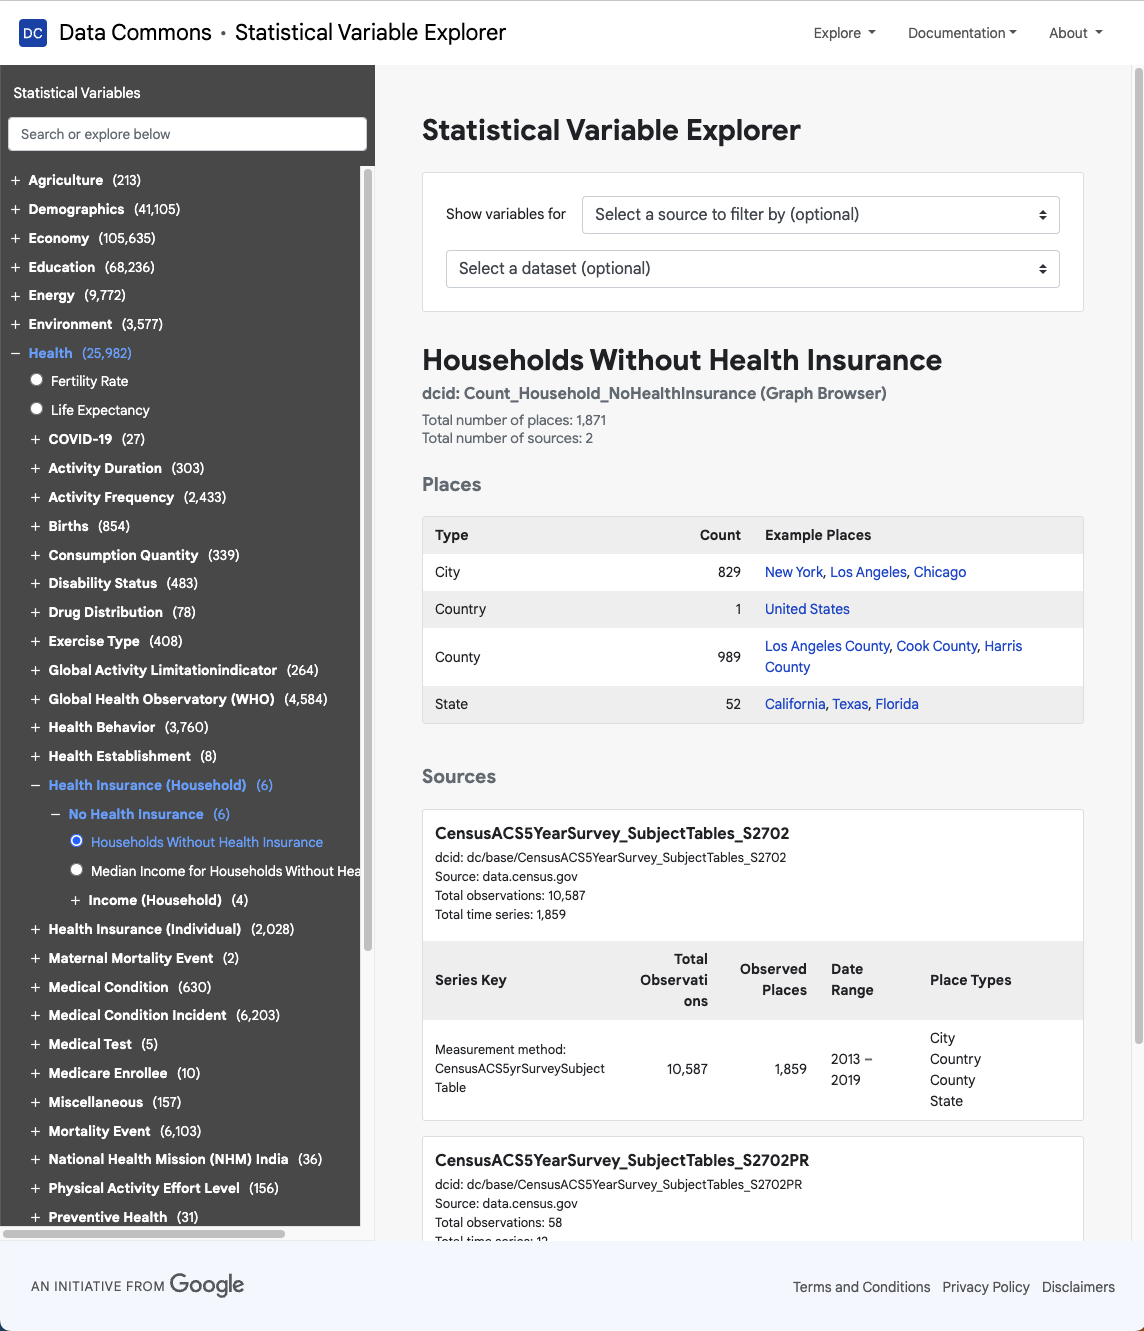 DC Data Commons • Statistical Variable Explorer
Explore Documentation About
Statistical Variables
Search or explore below
+ Agriculture (213)
+ Demographics (41,105)
+ Economy (105,635)
+ Education (68,236)
+ Energy (9,772)
+ Environment (3,577)
– Health (25,982)
Fertility Rate
Life Expectancy
+ COVID-19 (27)
+ Activity Duration (303)
+ Activity Frequency (2,433)
+ Births (854)
+ Consumption Quantity (339)
+ Disability Status (483)
+ Drug Distribution (78)
+ Exercise Type (408)
+ Global Activity Limitationindicator (264)
+ Global Health Observatory (WHO) (4,584)
+ Health Behavior (3,760)
+ Health Establishment (8)
– Health Insurance (Household) (6)
– No Health Insurance (6)
Households Without Health Insurance
Median Income for Households Without Hea
+ Income (Household) (4)
+ Health Insurance (Individual) (2,028)
+ Maternal Mortality Event (2)
+ Medical Condition (630)
+ Medical Condition Incident (6,203)
+ Medical Test (5)
+ Medicare Enrollee (10)
+ Miscellaneous (157)
+ Mortality Event (6,103)
+ National Health Mission (NHM) India (36)
+ Physical Activity Effort Level (156)
+ Preventive Health (31)
Statistical Variable Explorer
Show variables for Select a source to filter by (optional)
Select a dataset (optional)
Households Without Health Insurance
dcid: Count_Household_NoHealthInsurance (Graph Browser)
Total number of places: 1,871
Total number of sources: 2
Places
Type Count Example Places
City 829 New York, Los Angeles, Chicago
Country 1 United States
County 989 Los Angeles County, Cook County, Harris
County
State 52 California, Texas, Florida
Sources
CensusACS5YearSurvey_SubjectTables_S2702
dcid: dc/base/CensusACS5YearSurvey_SubjectTables_S2702
Source: data.census.gov
Total observations: 10,587
Total time series: 1,859
Series Key
Total
Observati
ons
Observed
Places
Date
Range
Place Types
Measurement method:
CensusACS5yrSurveySubject
Table
10,587
1,859
2013 –
2019
City
Country
County
State
CensusACS5YearSurvey_SubjectTables_S2702PR
dcid: dc/base/CensusACS5YearSurvey_SubjectTables_S2702PR
Source: data.census.gov
Total observations: 58
Total time series: 12
AN INITIATIVE FROM Google
Terms and Conditions Privacy Policy Disclaimers